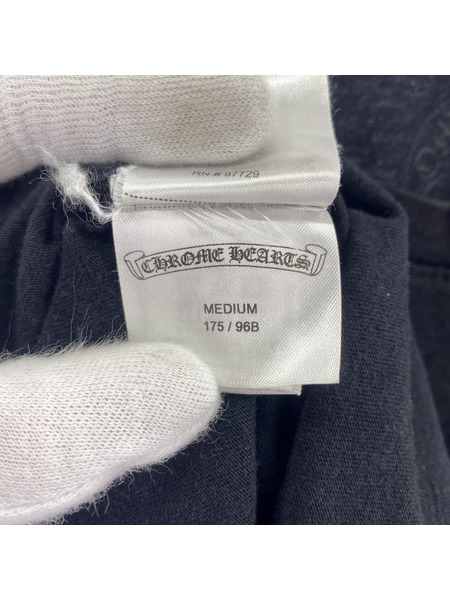 RN # 97729
CHROME HEARTS
MEDIUM
175 / 96B